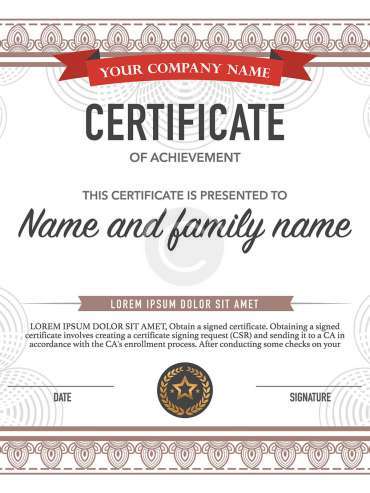 YOUR COMPANY NAME
CERTIFICATE
OF ACHIEVEMENT
THIS CERTIFICATE IS PRESENTED TO
Name and family name
LOREM IPSUM DOLOR SIT AMET
LOREM IPSUM DOLOR SIT AMET, Obtain a signed certificate. Obtaining a signed
certificate involves creating a certificate signing request (CSR) and sending it to a CA in
accordance with the CA's enrollment process. After conducting some checks on your
DATE
SIGNATURE